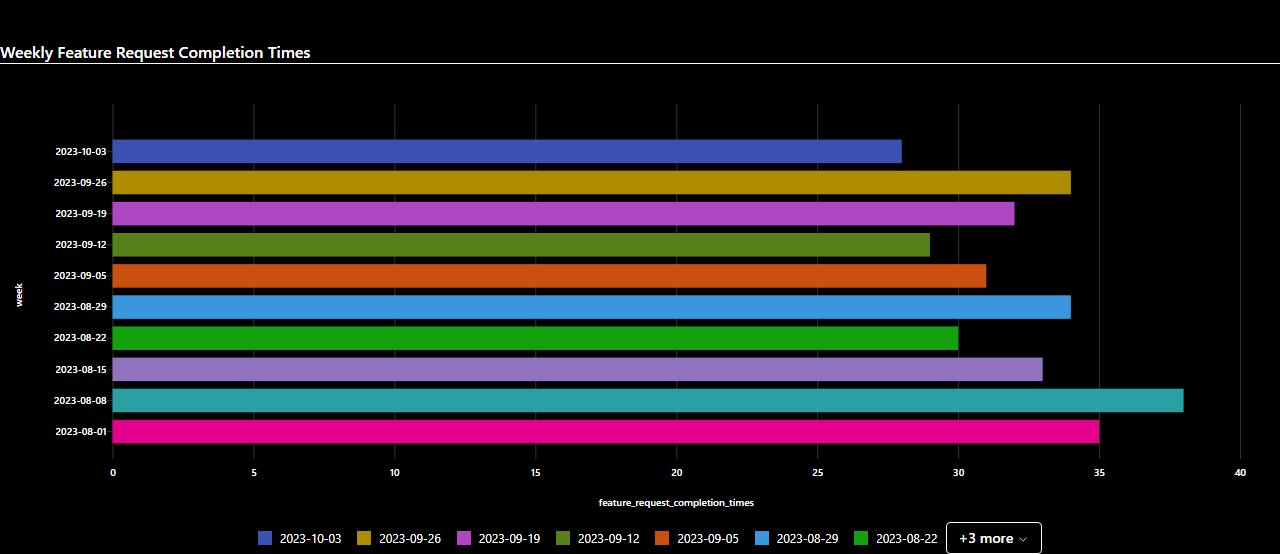 Weekly Feature Request Completion Times
2023-10-03
2023-09-26
2023-09-19
2023-09-12
2023-09-05
2023-08-29
2023-08-22
2023-08-15
2023-08-08
2023-08-01
week
0 5 10 15 20 25 30 35 40
feature_request_completion_times
2023-10-03 2023-09-26 2023-09-19 2023-09-12 2023-09-05 2023-08-29 2023-08-22 +3 more